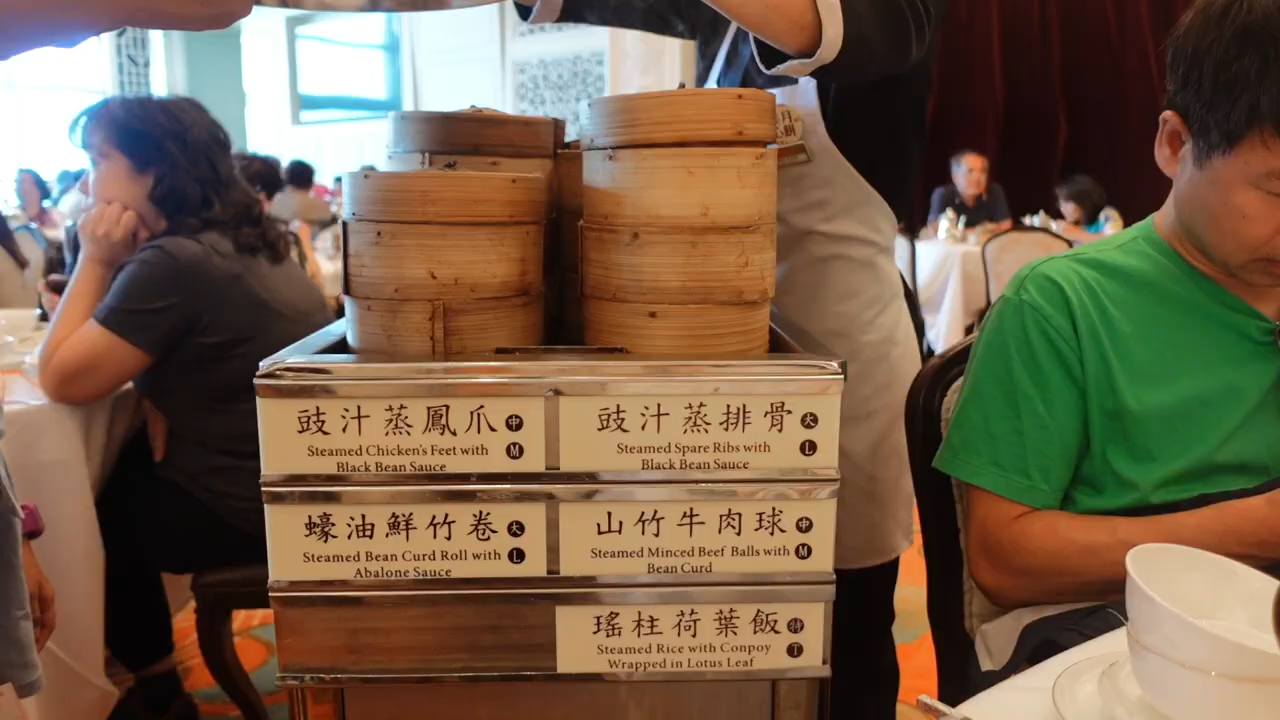 豉汁蒸鳳爪 中
Steamed Chicken's Feet with M
Black Bean Sauce
豉汁蒸排骨 大
Steamed Spare Ribs with L
Black Bean Sauce
蠔油鮮竹卷 大
Steamed Bean Curd Roll with L
Abalone Sauce
山竹牛肉球 中
Steamed Minced Beef Balls with M
Bean Curd
瑤柱荷葉飯 特
Steamed Rice with Conpoy T
Wrapped in Lotus Leaf